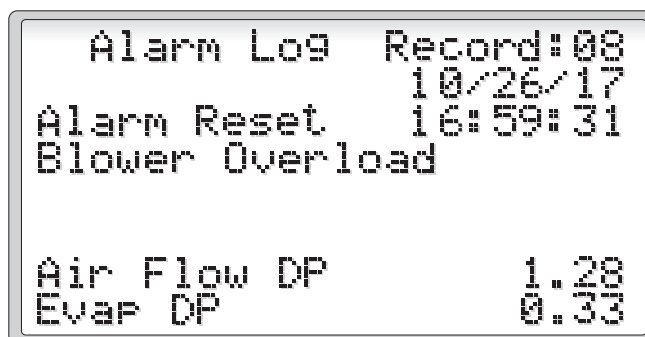 Alarm Log Record:08
10/26/17
Alarm Reset 16:59:31
Blower Overload
Air Flow DP 1.28
Evap DP 0.33